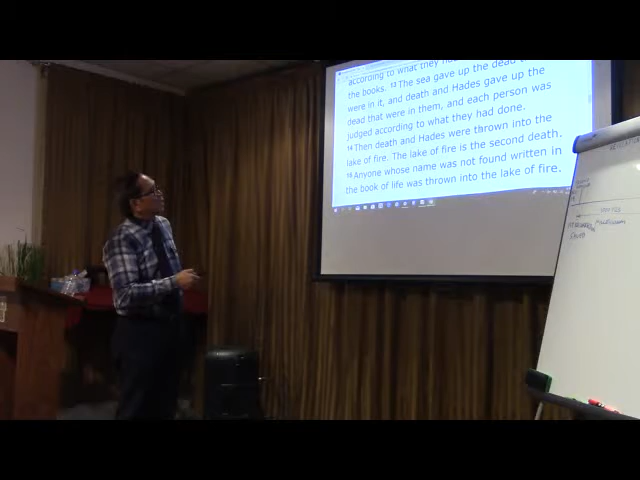 according to what they
the books. 13 The sea gave up the dead
were in it, and death and Hades gave up the
dead that were in them, and each person was
judged according to what they had done.
14 Then death and Hades were thrown into the
lake of fire. The lake of fire is the second death.
15 Anyone whose name was not found written in
the book of life was thrown into the lake of fire.